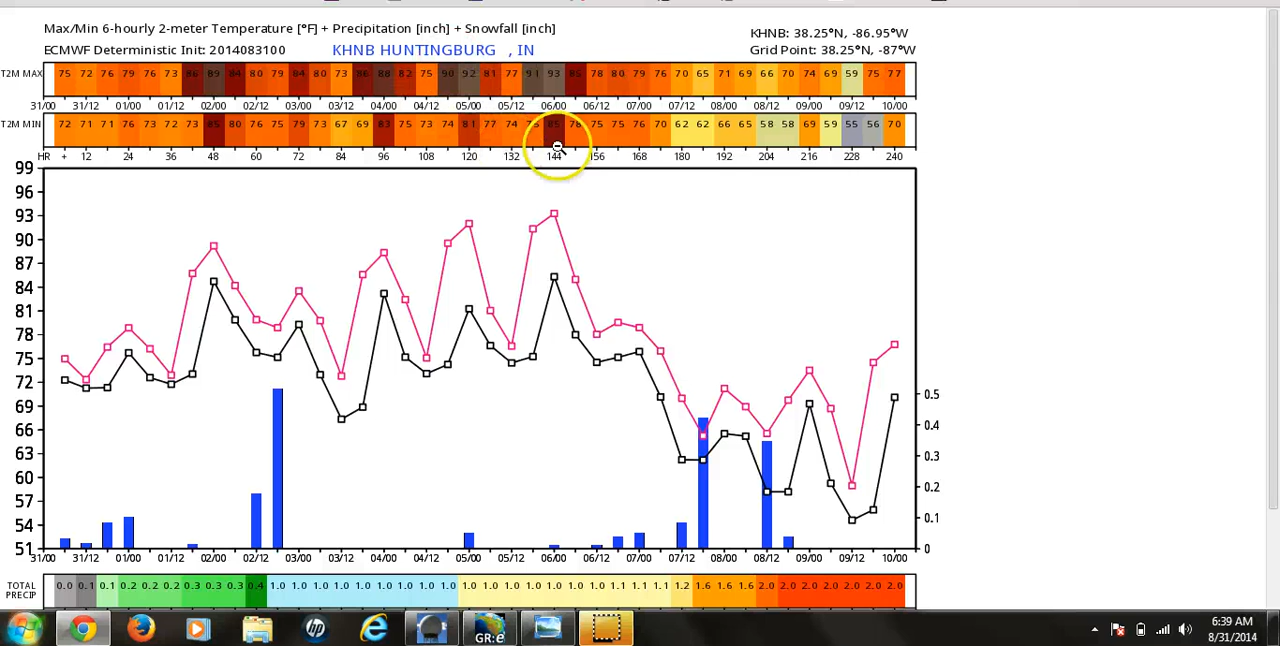 Max/Min 6-hourly 2-meter Temperature [°F] + Precipitation [inch] + Snowfall [inch]
KHNB: 38.25°N, -86.95°W
ECMWF Deterministic Init: 2014083100 KHNB HUNTINGBURG , IN
Grid Point: 38.25°N, -87°W
T2M MAX 75 72 76 79 76 73 86 89 84 80 79 84 80 73 86 88 82 75 90 92 81 77 91 93 85 78 80 79 76 70 65 71 69 66 70 74 69 59 75 77
31/00 31/12 01/00 01/12 02/00 02/12 03/00 03/12 04/00 04/12 05/00 05/12 06/00 06/12 07/00 07/12 08/00 08/12 09/00 09/12 10/00
T2M MIN 72 71 71 76 73 72 73 85 80 76 75 79 73 67 69 83 75 73 74 81 77 74 75 85 78 75 75 76 70 62 62 66 65 58 58 69 59 55 56 70
HR + 12 24 36 48 60 72 84 96 108 120 132 144 156 168 180 192 204 216 228 240
99
96
93
90
87
84
81
78
75
72
69
66
63
60
57
54
51
0.5
0.4
0.3
0.2
0.1
0
31/00 31/12 01/00 01/12 02/00 02/12 03/00 03/12 04/00 04/12 05/00 05/12 06/00 06/12 07/00 07/12 08/00 08/12 09/00 09/12 10/00
TOTAL
PRECIP
0.0 0.1 0.1 0.2 0.2 0.2 0.3 0.3 0.3 0.4 1.0 1.0 1.0 1.0 1.0 1.0 1.0 1.0 1.0 1.0 1.0 1.0 1.0 1.0 1.0 1.0 1.1 1.1 1.1 1.2 1.6 1.6 1.6 2.0 2.0 2.0 2.0 2.0 2.0 2.0
hp
GR:e
6:39 AM
8/31/2014